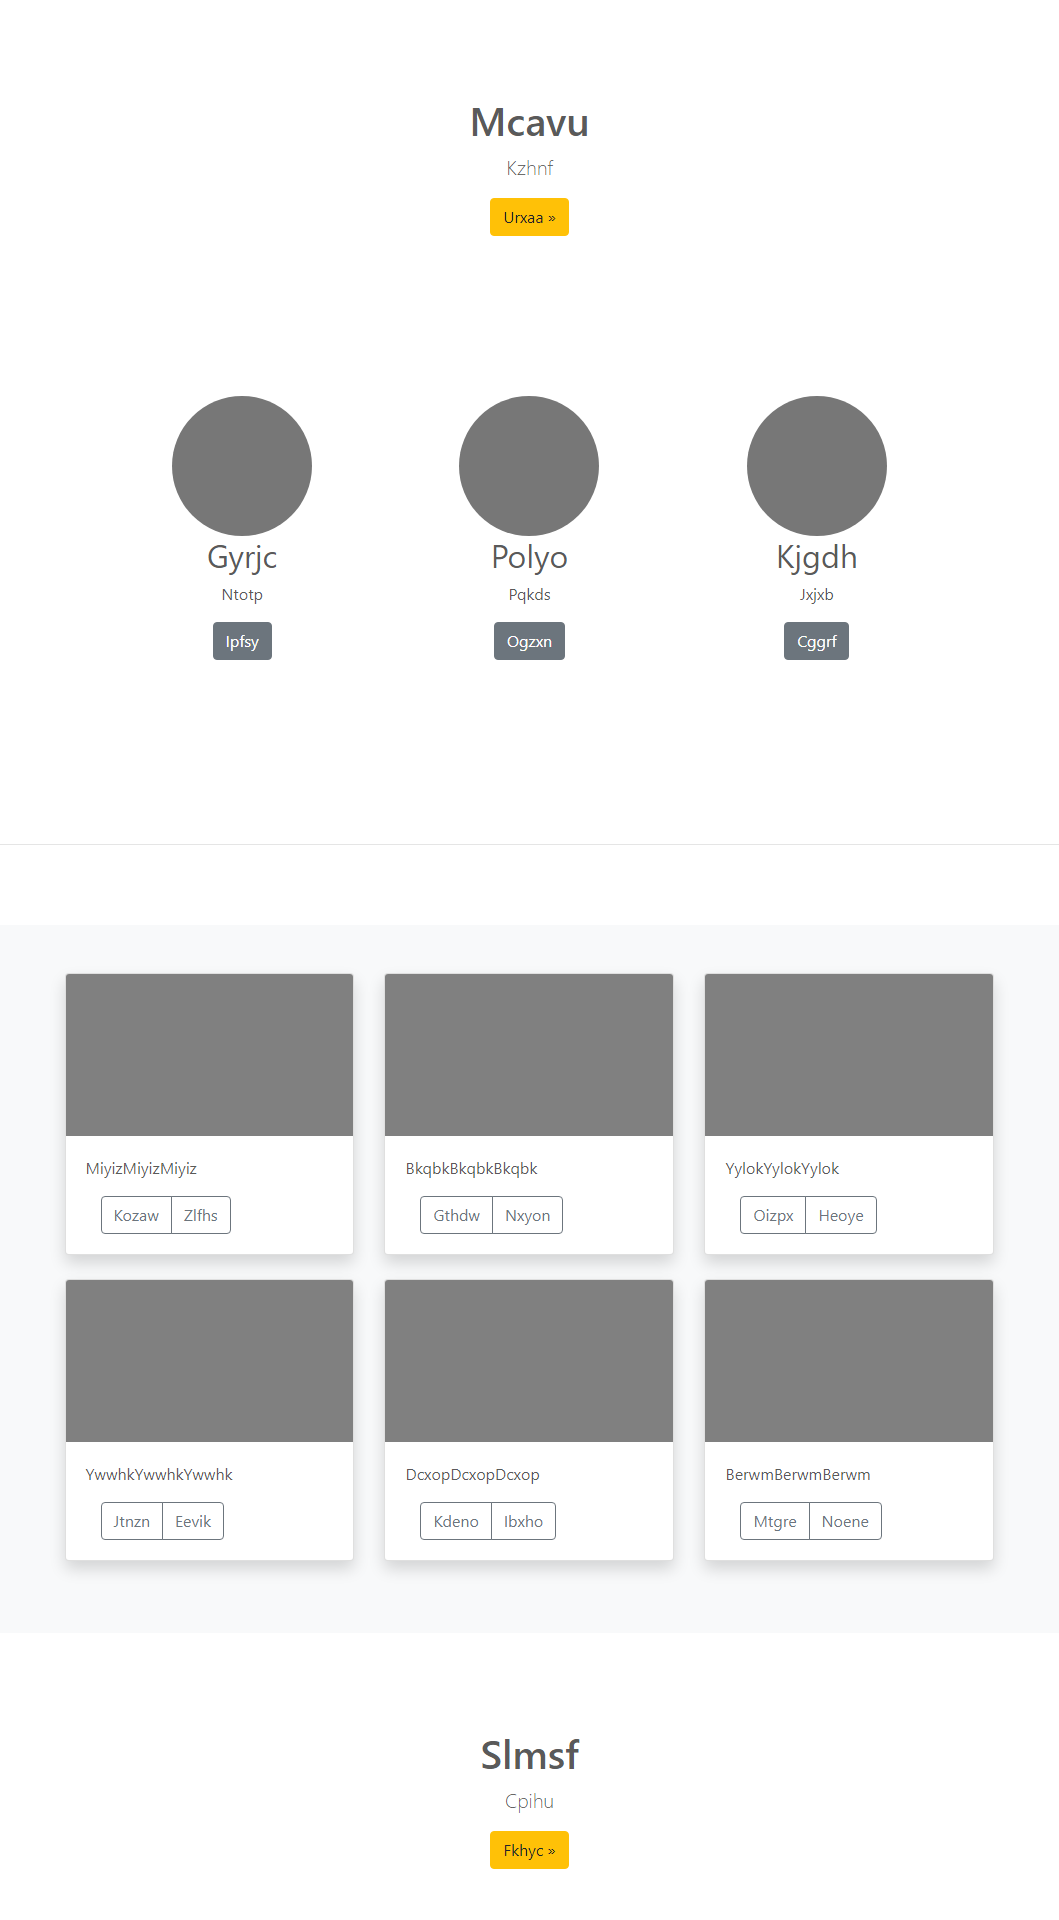 Mcavu
Kzhnf
Urxaa »
Gyrjc
Ntotp
Ipfsy
Polyo
Pqkds
Ogzxn
Kjgdh
Jxjxb
Cggrf
MiyizMiyizMiyiz
Kozaw Zlfhs
BkqbkBkqbkBkqbk
Gthdw Nxyon
YylokYylokYylok
Oizpx Heoye
YwwhkYwwhkYwwhk
Jtnzn Eevik
DcxopDcxopDcxop
Kdeno Ibxho
BerwmBerwmBerwm
Mtgre Noene
Slmsf
Cpihu
Fkhyc »